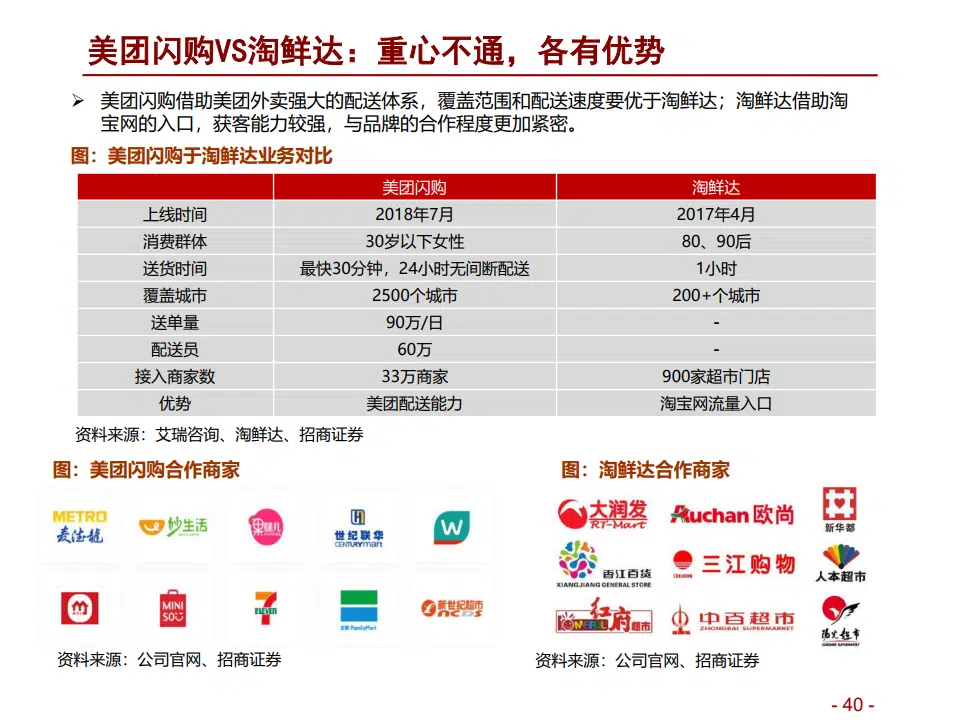 美团闪购VS淘鲜达：重心不通，各有优势
➢ 美团闪购借助美团外卖强大的配送体系，覆盖范围和配送速度要优于淘鲜达；淘鲜达借助淘
宝网的入口，获客能力较强，与品牌的合作程度更加紧密。
图：美团闪购于淘鲜达业务对比
美团闪购 淘鲜达
上线时间 2018年7月 2017年4月
消费群体 30岁以下女性 80、90后
送货时间 最快30分钟，24小时无间断配送 1小时
覆盖城市 2500个城市 200+个城市
送单量 90万/日 -
配送员 60万 -
接入商家数 33万商家 900家超市门店
优势 美团配送能力 淘宝网流量入口
资料来源：艾瑞咨询、淘鲜达、招商证券
图：美团闪购合作商家
METRO
麦德龍
妙生活
世纪联华
CENTURYmart
W
MINI
SO
7
ELEVEN
FamilyMart
新世纪超市
ncds
资料来源：公司官网、招商证券
图：淘鲜达合作商家
大润发
RT-Mart
Auchan 欧尚
新华都
香江百货
XIANGJIANG GENERAL STORE
三江购物
SANJIANG
人本超市
红府
超市
中百超市
ZHONGBAI SUPERMARKET
阳光超市
资料来源：公司官网、招商证券
- 40 -